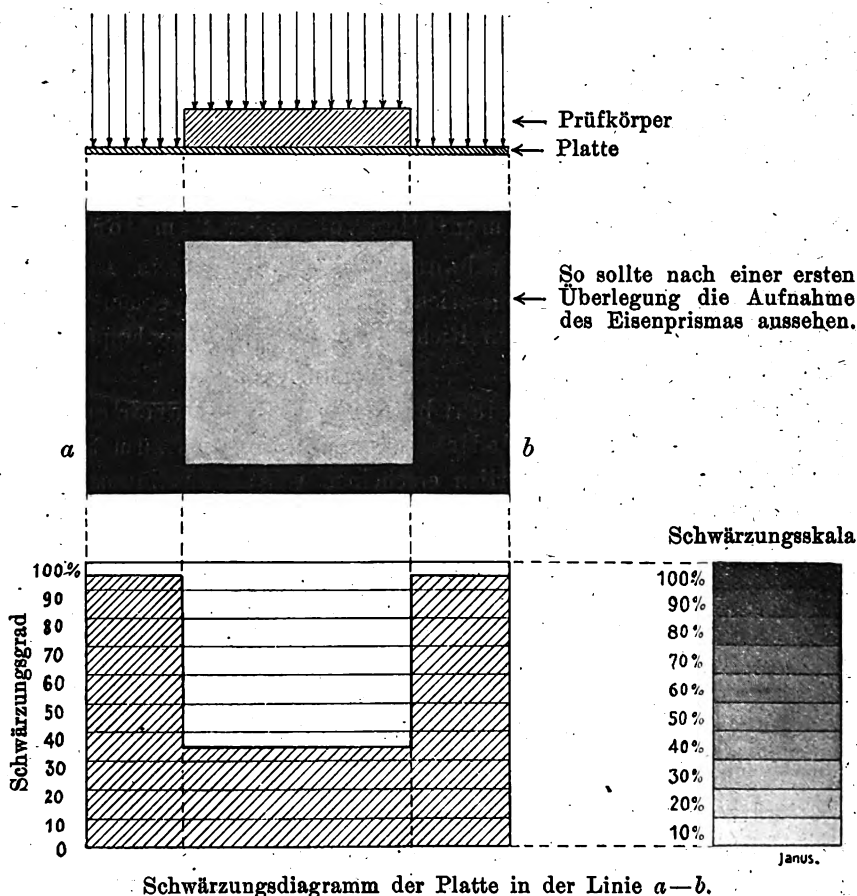 Prüfkörper
Platte
So sollte nach einer ersten
Überlegung die Aufnahme
des Eisenprismas aussehen.
a
b
Schwärzungsskala
Schwärzungsgrad
100%
90
80
70
60
50
40
30
20
10
0
100%
90%
80%
70%
60%
50%
40%
30%
20%
10%
Janus.
Schwärzungsdiagramm der Platte in der Linie a—b.